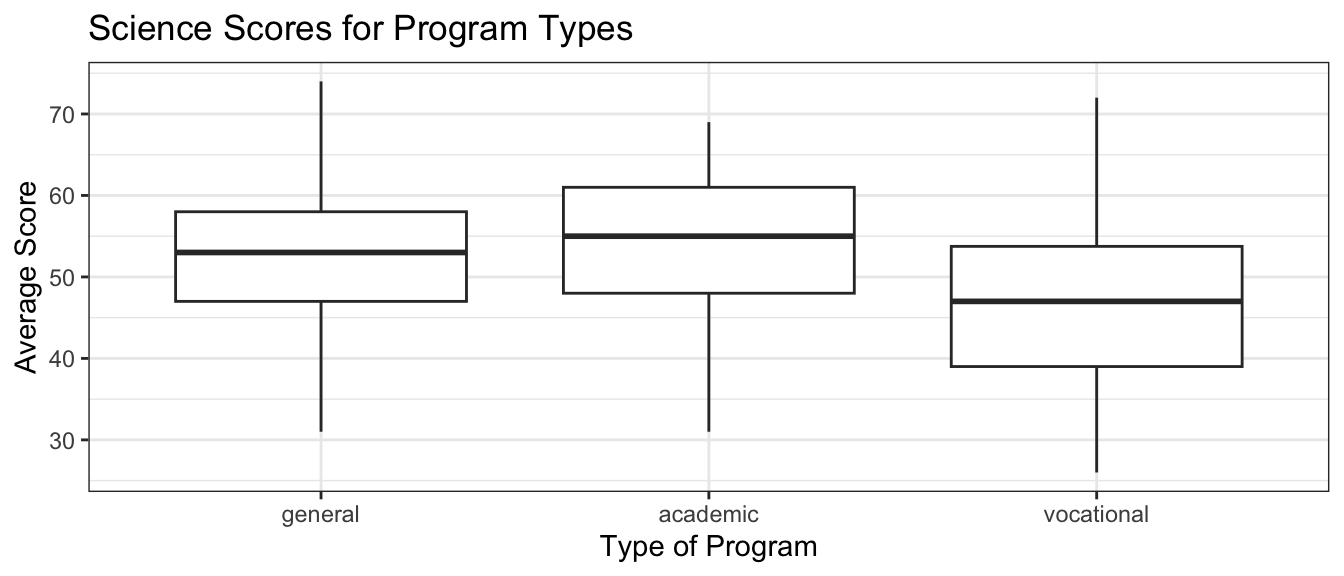 Science Scores for Program Types
Average Score
70
60
50
40
30
general academic vocational
Type of Program